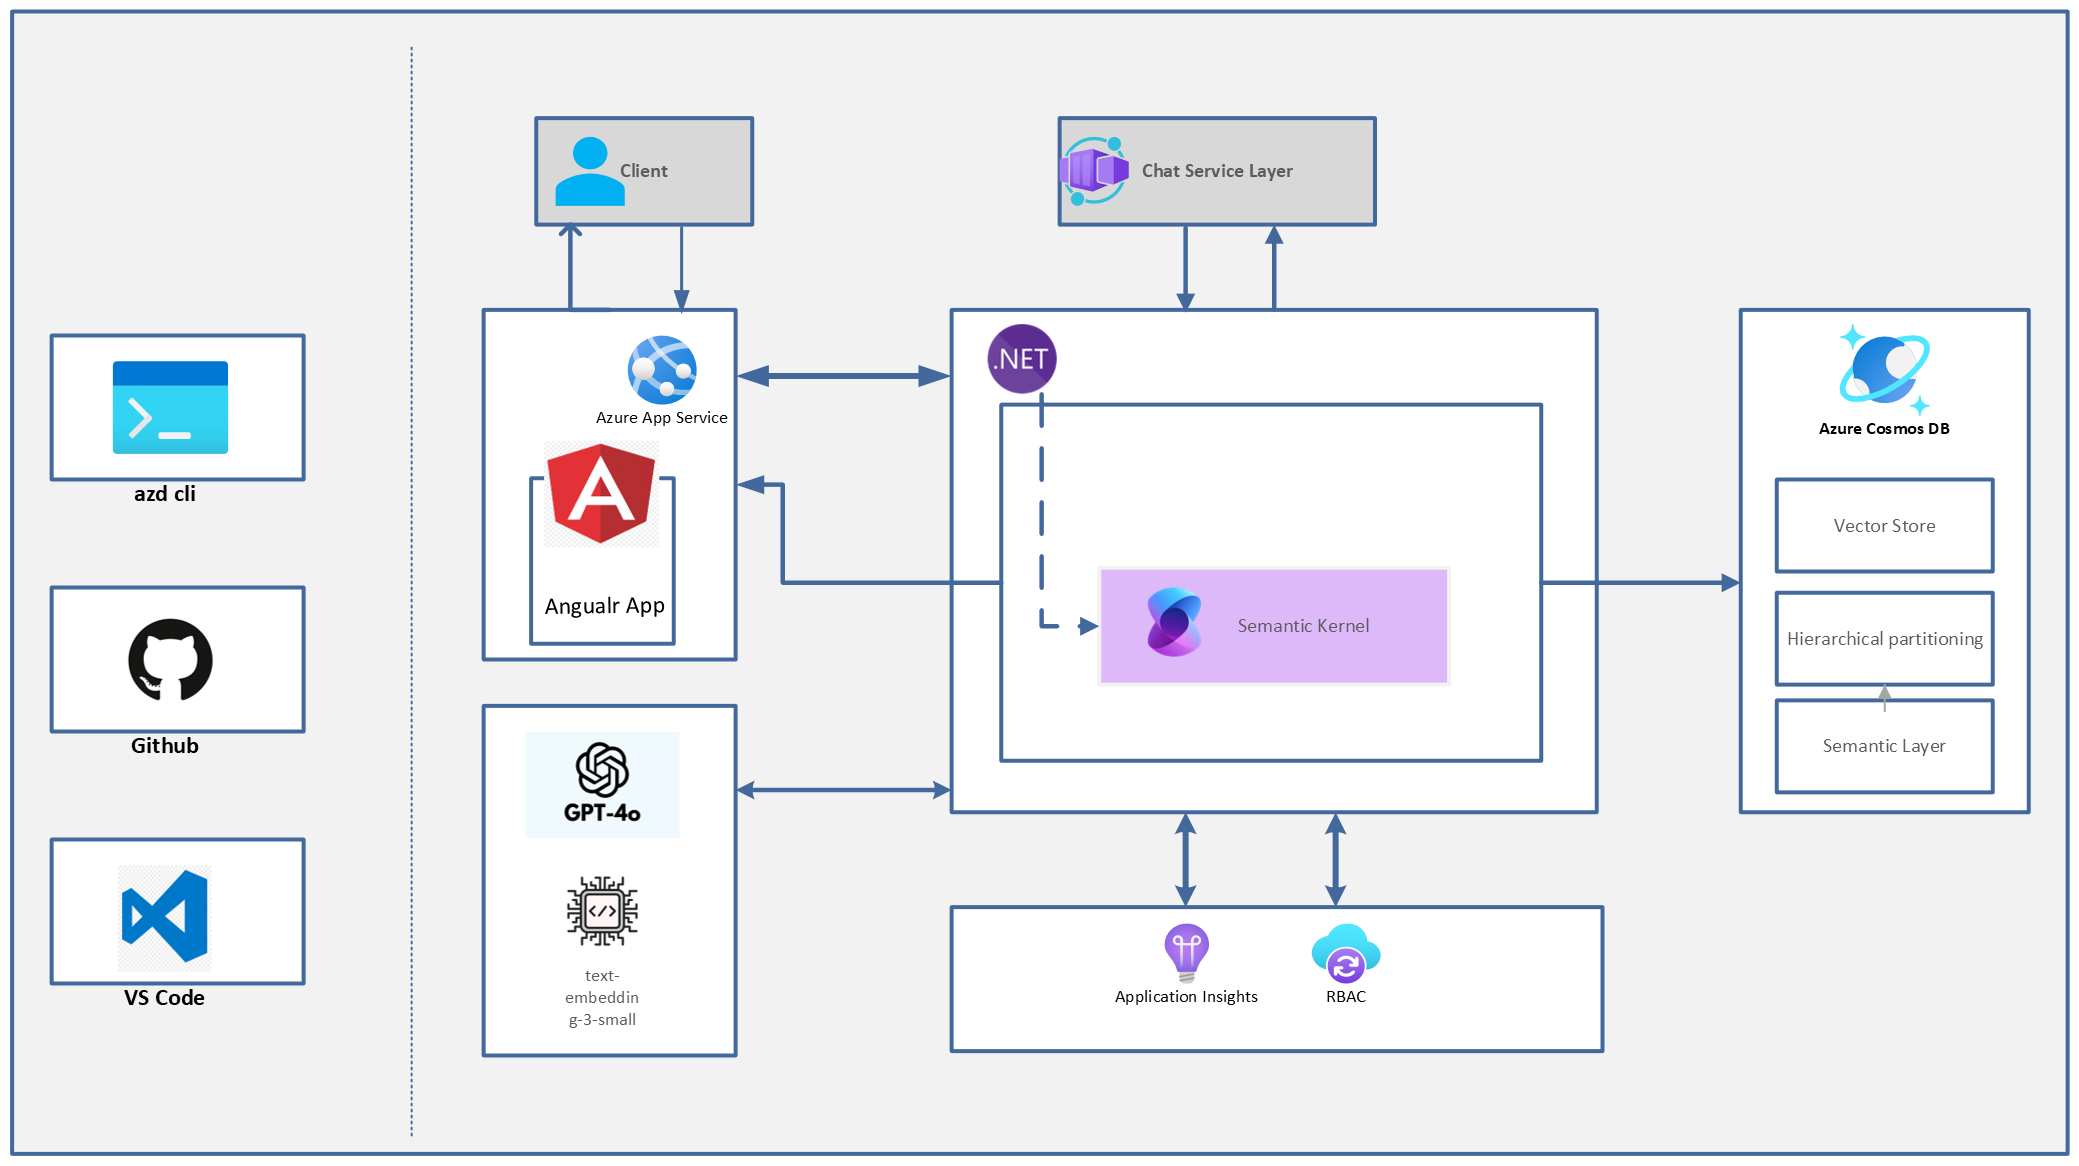 Client
Chat Service Layer
.NET
Azure App Service
Azure Cosmos DB
azd cli
Vector Store
Angualr App
Semantic Kernel
Hierarchical partitioning
Github
Semantic Layer
GPT-4o
text-
embeddin
g-3-small
VS Code
Application Insights
RBAC